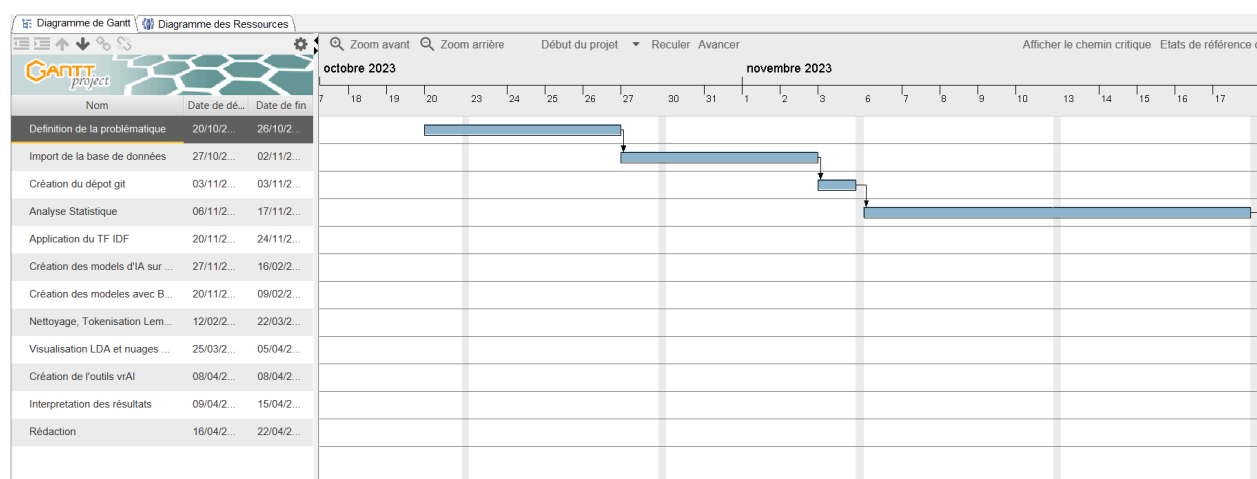 Diagramme de Gantt Diagramme des Ressources
Zoom avant Zoom arrière Début du projet Reculer Avancer Afficher le chemin critique Etats de référence
GANTT project
octobre 2023 novembre 2023
Nom Date de dé... Date de fin
7 18 19 20 23 24 25 26 27 30 31 1 2 3 6 7 8 9 10 13 14 15 16 17
Definition de la problématique 20/10/2... 26/10/2...
Import de la base de données 27/10/2... 02/11/2...
Création du dépot git 03/11/2... 03/11/2...
Analyse Statistique 06/11/2... 17/11/2...
Application du TF IDF 20/11/2... 24/11/2...
Création des models d'IA sur ... 27/11/2... 16/02/2...
Création des modeles avec B... 20/11/2... 09/02/2...
Nettoyage, Tokenisation Lem... 12/02/2... 22/03/2...
Visualisation LDA et nuages ... 25/03/2... 05/04/2...
Création de l'outils vrAI 08/04/2... 08/04/2...
Interpretation des résultats 09/04/2... 15/04/2...
Rédaction 16/04/2... 22/04/2...